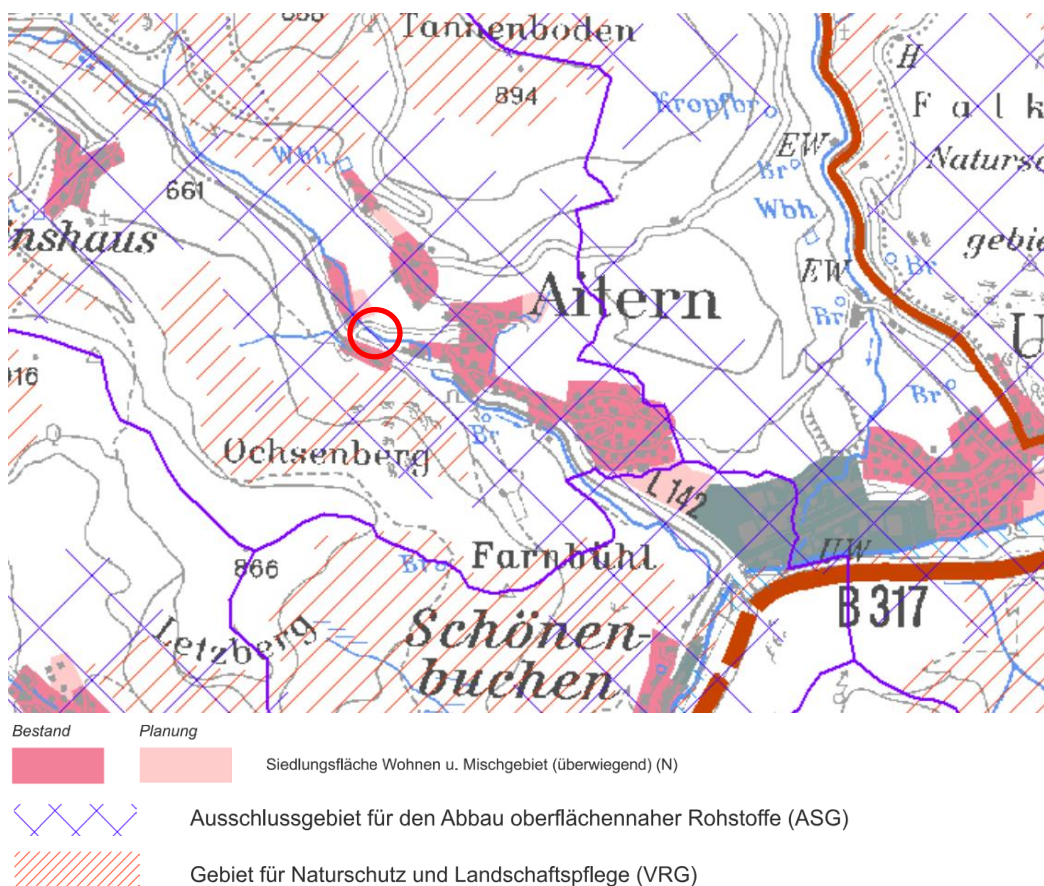 Tannenboden
894
Kropfbr
H
F a l k
EW
Natursc
Br
Wbh
Wbh
661
nshaus
gebie
EW
Br
Aitern
Br
U
916
Br
Br
Ochsenberg
L 142
Farnbühl
UW
866
Br
B 317
Letzberg
Schönen-
buchen
Bestand Planung
Siedlungsfläche Wohnen u. Mischgebiet (überwiegend) (N)
Ausschlussgebiet für den Abbau oberflächennaher Rohstoffe (ASG)
Gebiet für Naturschutz und Landschaftspflege (VRG)